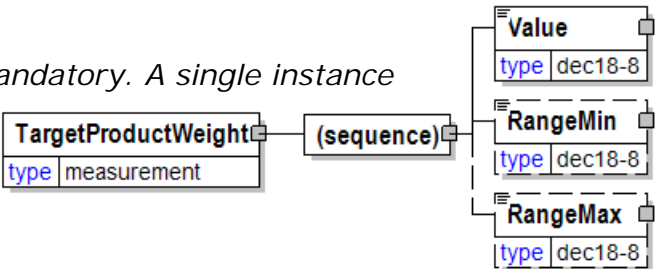 Value
type dec18-8
andatory. A single instance
RangeMin
type dec18-8
TargetProductWeight
type measurement
(sequence)
RangeMax
type dec18-8